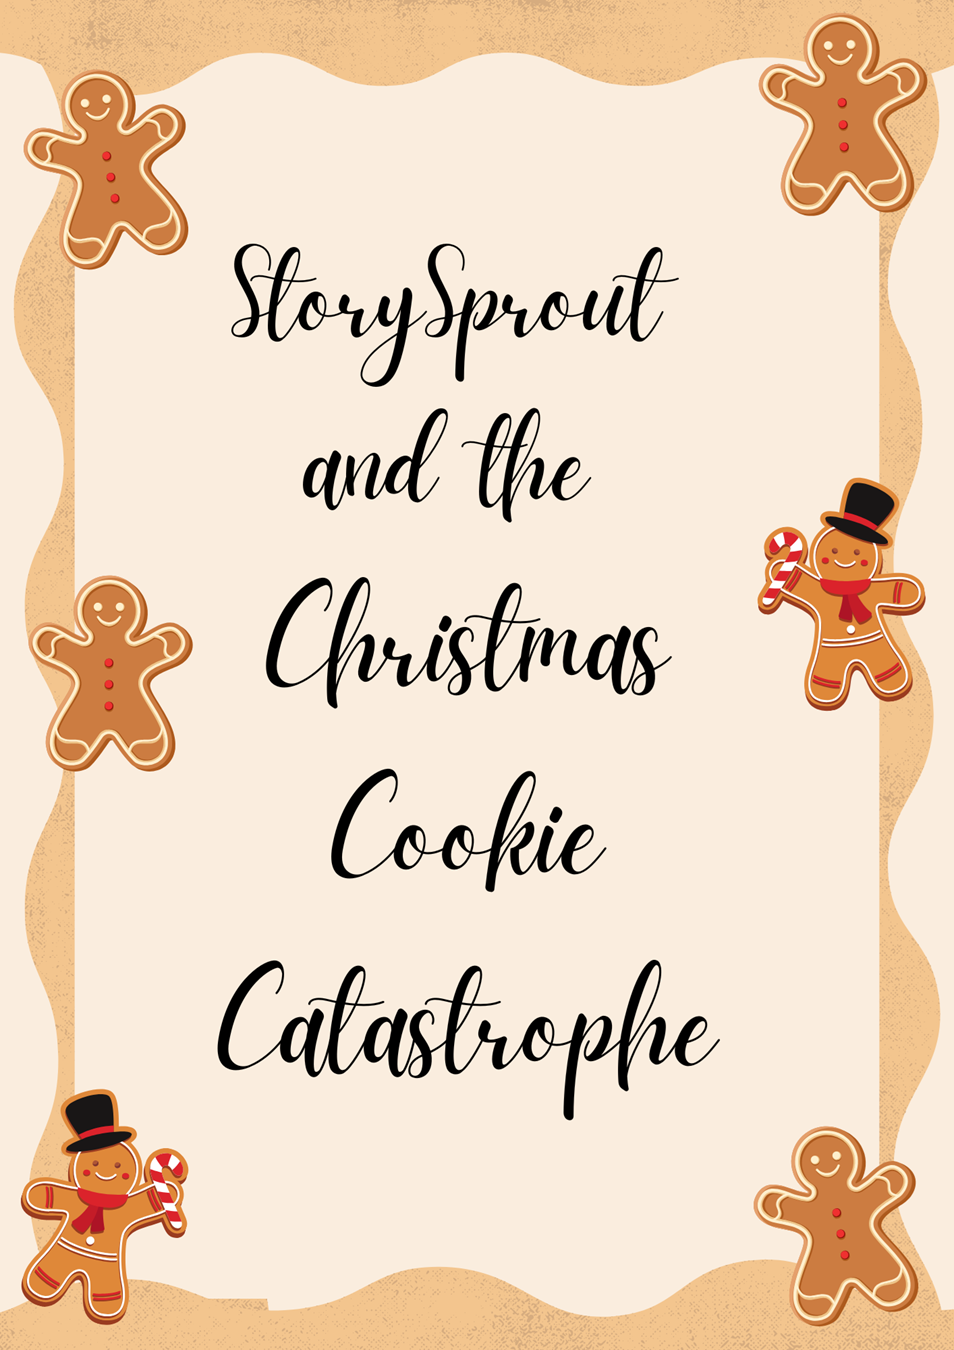 StorySprout
and the
Christmas
Cookie
Catastrophe